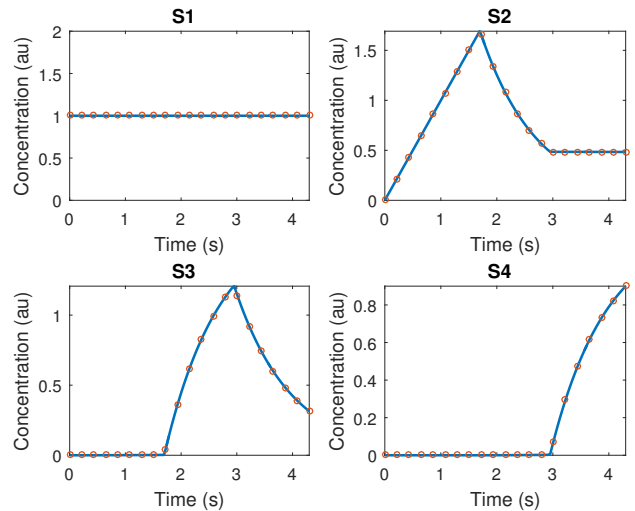 S1
2
1.5
1
0.5
0
0 1 2 3 4
Concentration (au)
Time (s)
S2
1.5
1
0.5
0
0 1 2 3 4
Concentration (au)
Time (s)
S3
1
0.5
0
0 1 2 3 4
Concentration (au)
Time (s)
S4
0.8
0.6
0.4
0.2
0
0 1 2 3 4
Concentration (au)
Time (s)